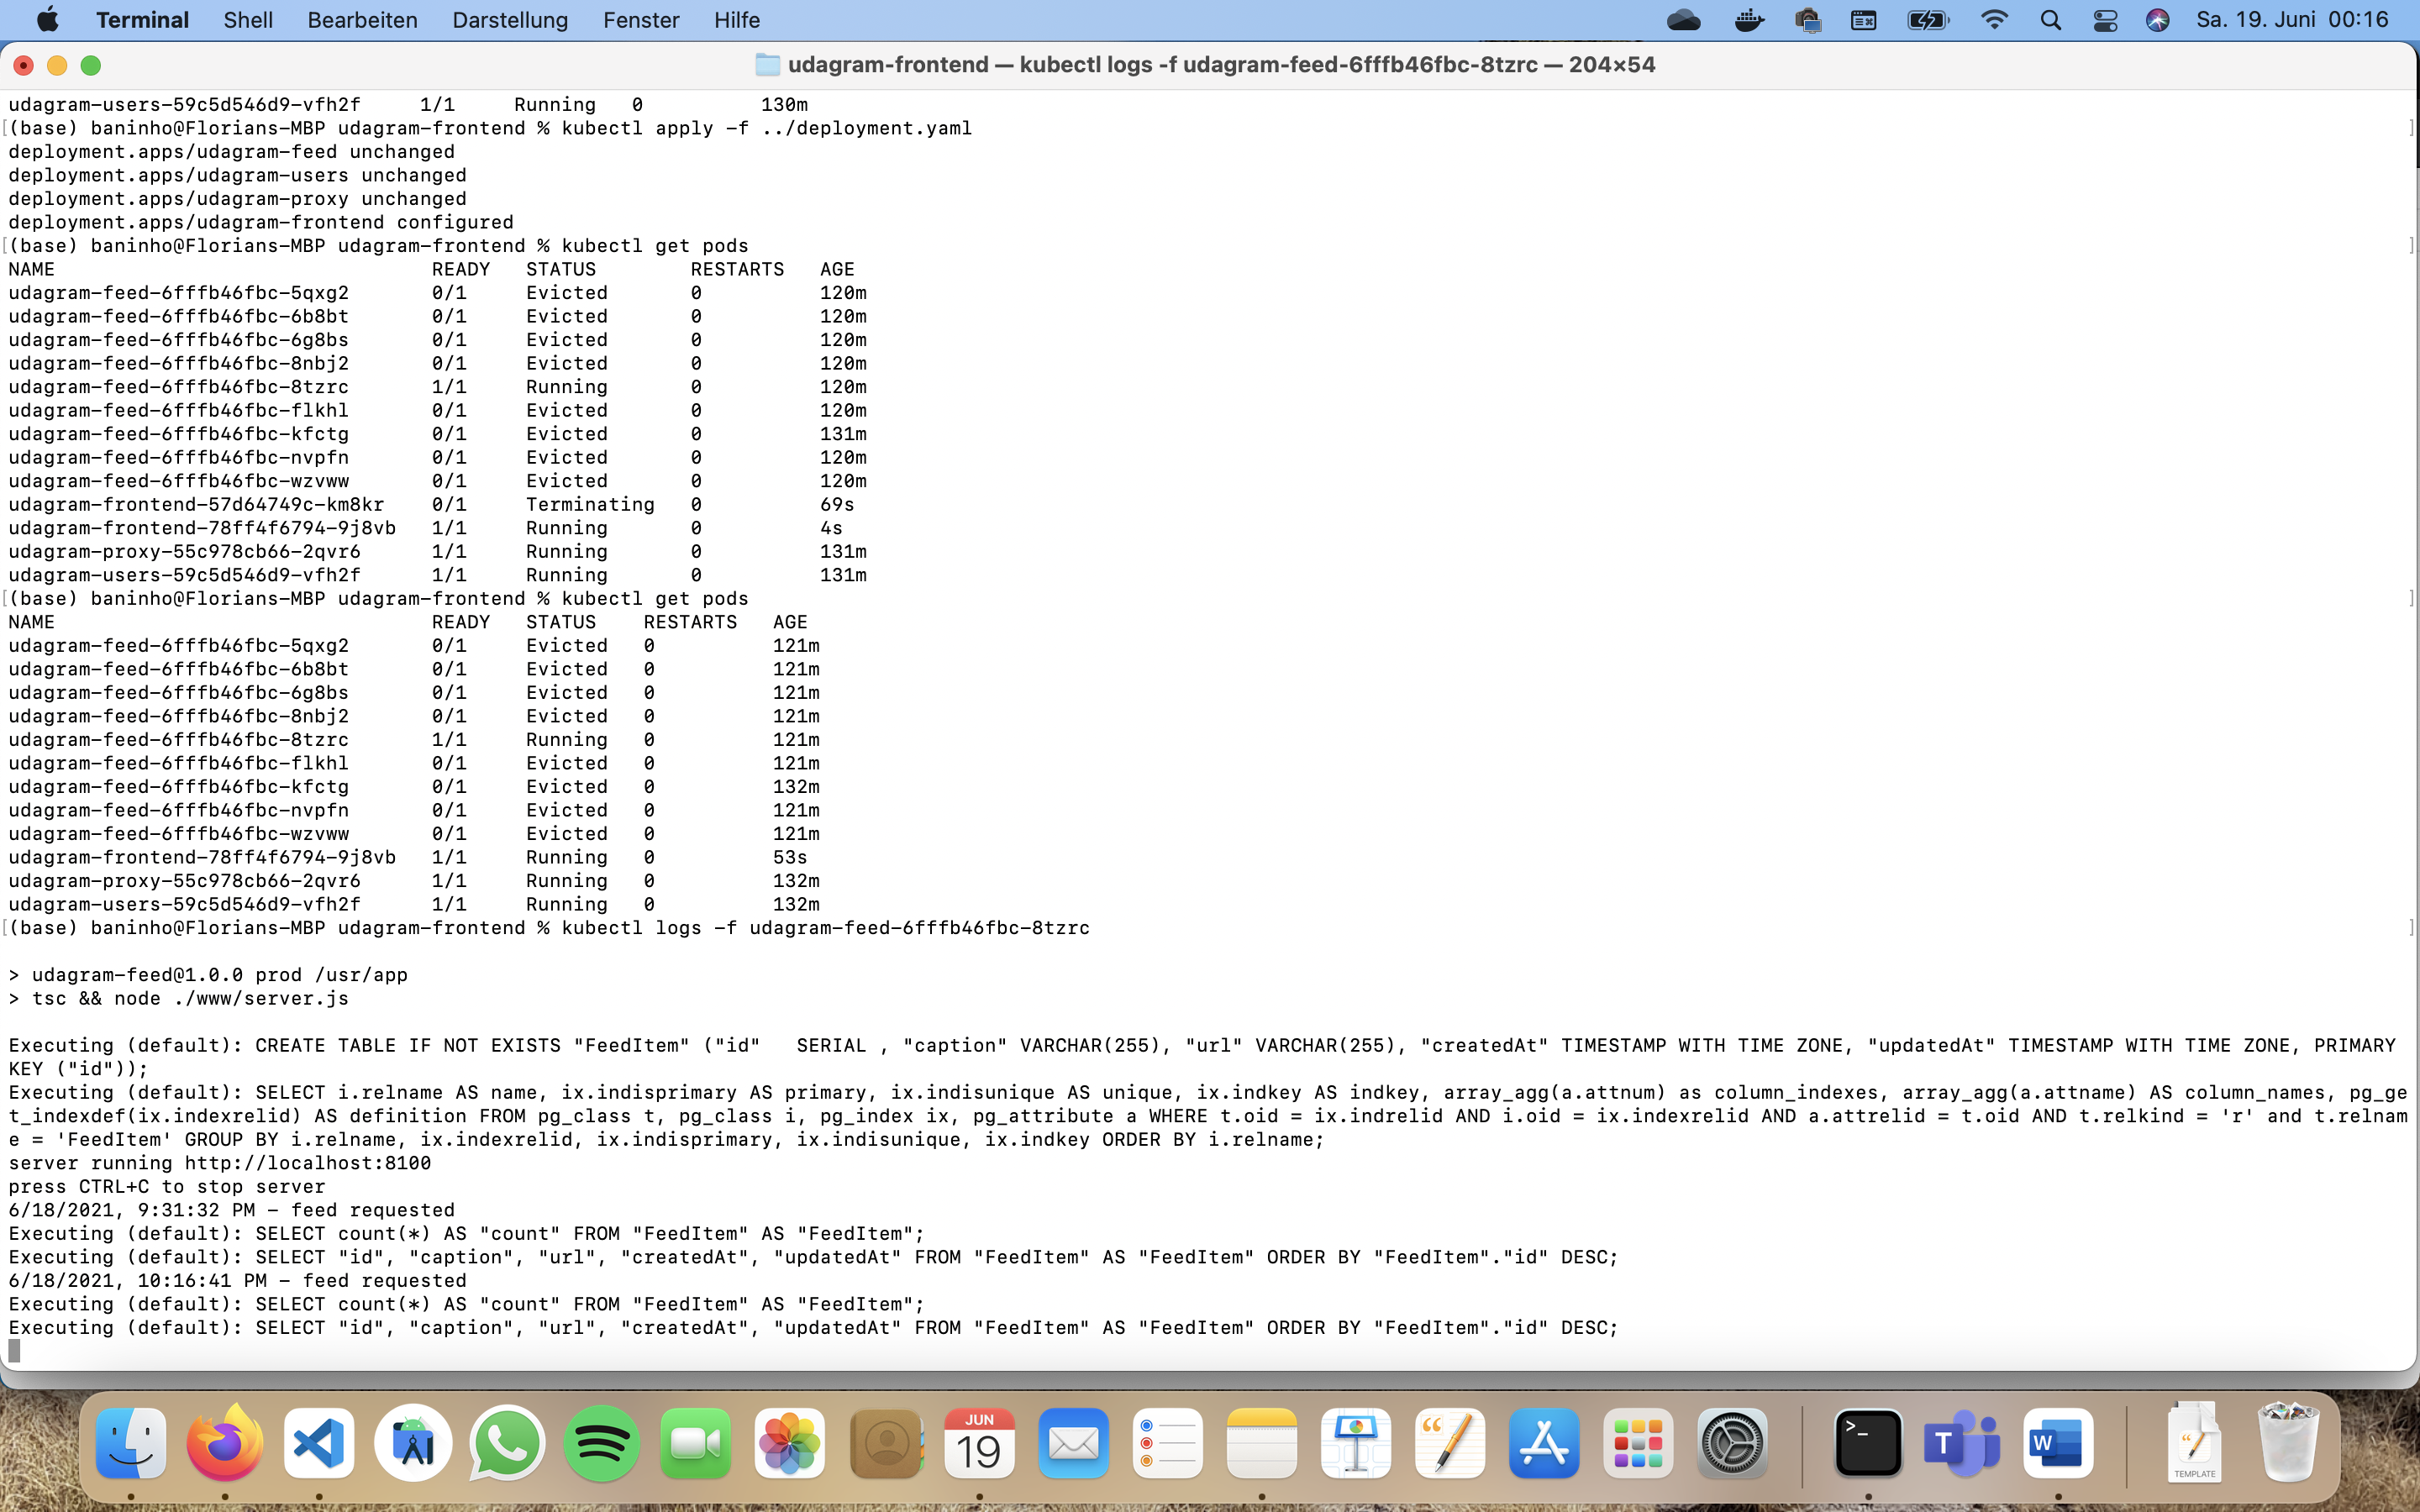 Terminal Shell Bearbeiten Darstellung Fenster Hilfe Sa. 19. Juni 00:16
udagram-frontend — kubectl logs -f udagram-feed-6fffb46fbc-8tzrc — 204×54
udagram-users-59c5d546d9-vfh2f 1/1 Running 0 130m
[(base) baninho@Florians-MBP udagram-frontend % kubectl apply -f ../deployment.yaml ]
deployment.apps/udagram-feed unchanged
deployment.apps/udagram-users unchanged
deployment.apps/udagram-proxy unchanged
deployment.apps/udagram-frontend configured
[(base) baninho@Florians-MBP udagram-frontend % kubectl get pods ]
NAME READY STATUS RESTARTS AGE
udagram-feed-6fffb46fbc-5qxg2 0/1 Evicted 0 120m
udagram-feed-6fffb46fbc-6b8bt 0/1 Evicted 0 120m
udagram-feed-6fffb46fbc-6g8bs 0/1 Evicted 0 120m
udagram-feed-6fffb46fbc-8nbj2 0/1 Evicted 0 120m
udagram-feed-6fffb46fbc-8tzrc 1/1 Running 0 120m
udagram-feed-6fffb46fbc-flkhl 0/1 Evicted 0 120m
udagram-feed-6fffb46fbc-kfctg 0/1 Evicted 0 131m
udagram-feed-6fffb46fbc-nvpfn 0/1 Evicted 0 120m
udagram-feed-6fffb46fbc-wzvww 0/1 Evicted 0 120m
udagram-frontend-57d64749c-km8kr 0/1 Terminating 0 69s
udagram-frontend-78ff4f6794-9j8vb 1/1 Running 0 4s
udagram-proxy-55c978cb66-2qvr6 1/1 Running 0 131m
udagram-users-59c5d546d9-vfh2f 1/1 Running 0 131m
[(base) baninho@Florians-MBP udagram-frontend % kubectl get pods ]
NAME READY STATUS RESTARTS AGE
udagram-feed-6fffb46fbc-5qxg2 0/1 Evicted 0 121m
udagram-feed-6fffb46fbc-6b8bt 0/1 Evicted 0 121m
udagram-feed-6fffb46fbc-6g8bs 0/1 Evicted 0 121m
udagram-feed-6fffb46fbc-8nbj2 0/1 Evicted 0 121m
udagram-feed-6fffb46fbc-8tzrc 1/1 Running 0 121m
udagram-feed-6fffb46fbc-flkhl 0/1 Evicted 0 121m
udagram-feed-6fffb46fbc-kfctg 0/1 Evicted 0 132m
udagram-feed-6fffb46fbc-nvpfn 0/1 Evicted 0 121m
udagram-feed-6fffb46fbc-wzvww 0/1 Evicted 0 121m
udagram-frontend-78ff4f6794-9j8vb 1/1 Running 0 53s
udagram-proxy-55c978cb66-2qvr6 1/1 Running 0 132m
udagram-users-59c5d546d9-vfh2f 1/1 Running 0 132m
[(base) baninho@Florians-MBP udagram-frontend % kubectl logs -f udagram-feed-6fffb46fbc-8tzrc ]
> udagram-feed@1.0.0 prod /usr/app
> tsc && node ./www/server.js
Executing (default): CREATE TABLE IF NOT EXISTS "FeedItem" ("id"   SERIAL , "caption" VARCHAR(255), "url" VARCHAR(255), "createdAt" TIMESTAMP WITH TIME ZONE, "updatedAt" TIMESTAMP WITH TIME ZONE, PRIMARY
KEY ("id"));
Executing (default): SELECT i.relname AS name, ix.indisprimary AS primary, ix.indisunique AS unique, ix.indkey AS indkey, array_agg(a.attnum) as column_indexes, array_agg(a.attname) AS column_names, pg_ge
t_indexdef(ix.indexrelid) AS definition FROM pg_class t, pg_class i, pg_index ix, pg_attribute a WHERE t.oid = ix.indrelid AND i.oid = ix.indexrelid AND a.attrelid = t.oid AND t.relkind = 'r' and t.relnam
e = 'FeedItem' GROUP BY i.relname, ix.indexrelid, ix.indisprimary, ix.indisunique, ix.indkey ORDER BY i.relname;
server running http://localhost:8100
press CTRL+C to stop server
6/18/2021, 9:31:32 PM - feed requested
Executing (default): SELECT count(*) AS "count" FROM "FeedItem" AS "FeedItem";
Executing (default): SELECT "id", "caption", "url", "createdAt", "updatedAt" FROM "FeedItem" AS "FeedItem" ORDER BY "FeedItem"."id" DESC;
6/18/2021, 10:16:41 PM - feed requested
Executing (default): SELECT count(*) AS "count" FROM "FeedItem" AS "FeedItem";
Executing (default): SELECT "id", "caption", "url", "createdAt", "updatedAt" FROM "FeedItem" AS "FeedItem" ORDER BY "FeedItem"."id" DESC;
JUN
19
>_
T
W
TEMPLATE